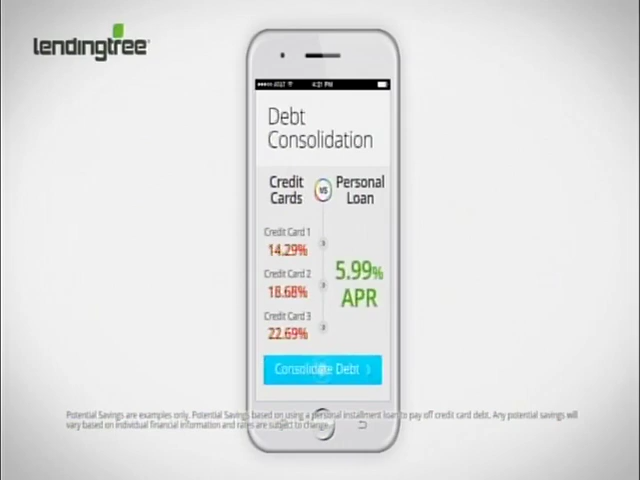 lendingtree
AT&T 4:21 PM
Debt
Consolidation
Credit
Cards
VS
Personal
Loan
Credit Card 1
14.29%
Credit Card 2
18.68%
Credit Card 3
22.69%
5.99%
APR
Consolidate Debt
Potential Savings are examples only. Potential Savings based on using a personal installment loan to pay off credit card debt. Any potential savings will
vary based on individual financial information and rates are subject to change.